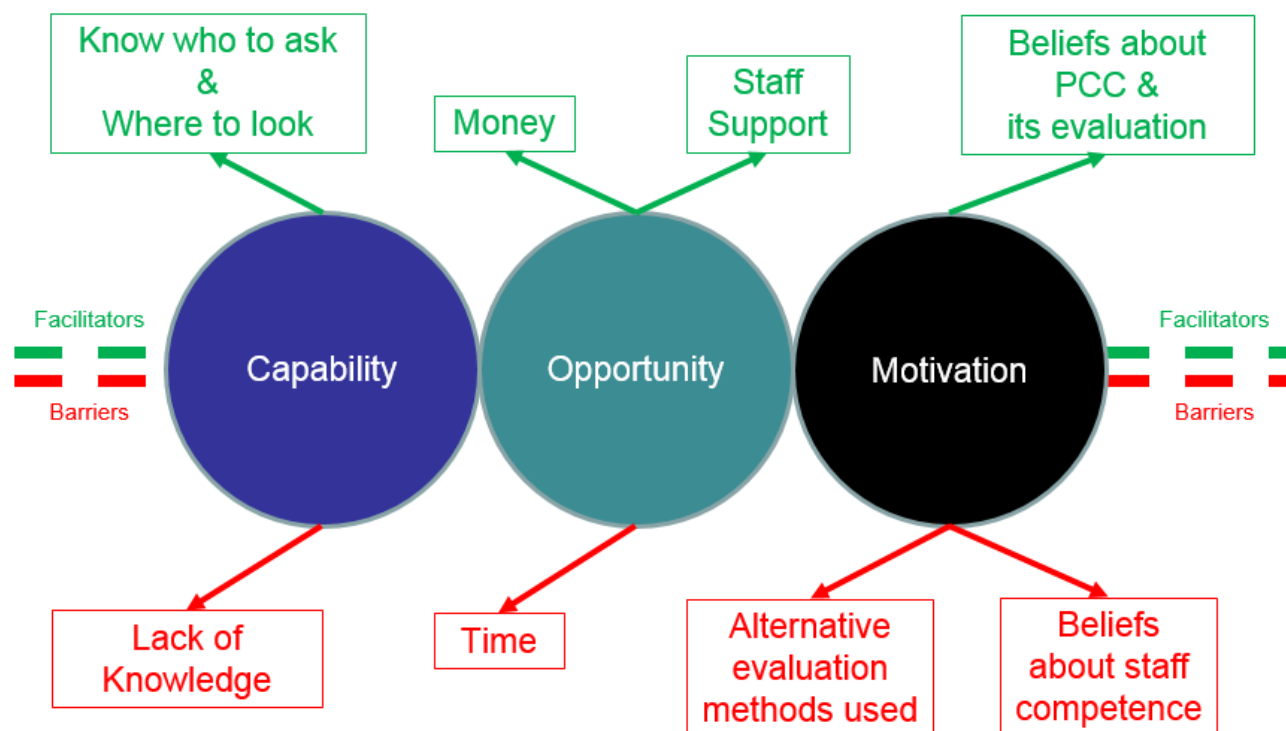 Know who to ask
&
Where to look
Money
Staff
Support
Beliefs about
PCC &
its evaluation
Facilitators
Barriers
Capability
Opportunity
Motivation
Facilitators
Barriers
Lack of
Knowledge
Time
Alternative
evaluation
methods used
Beliefs
about staff
competence